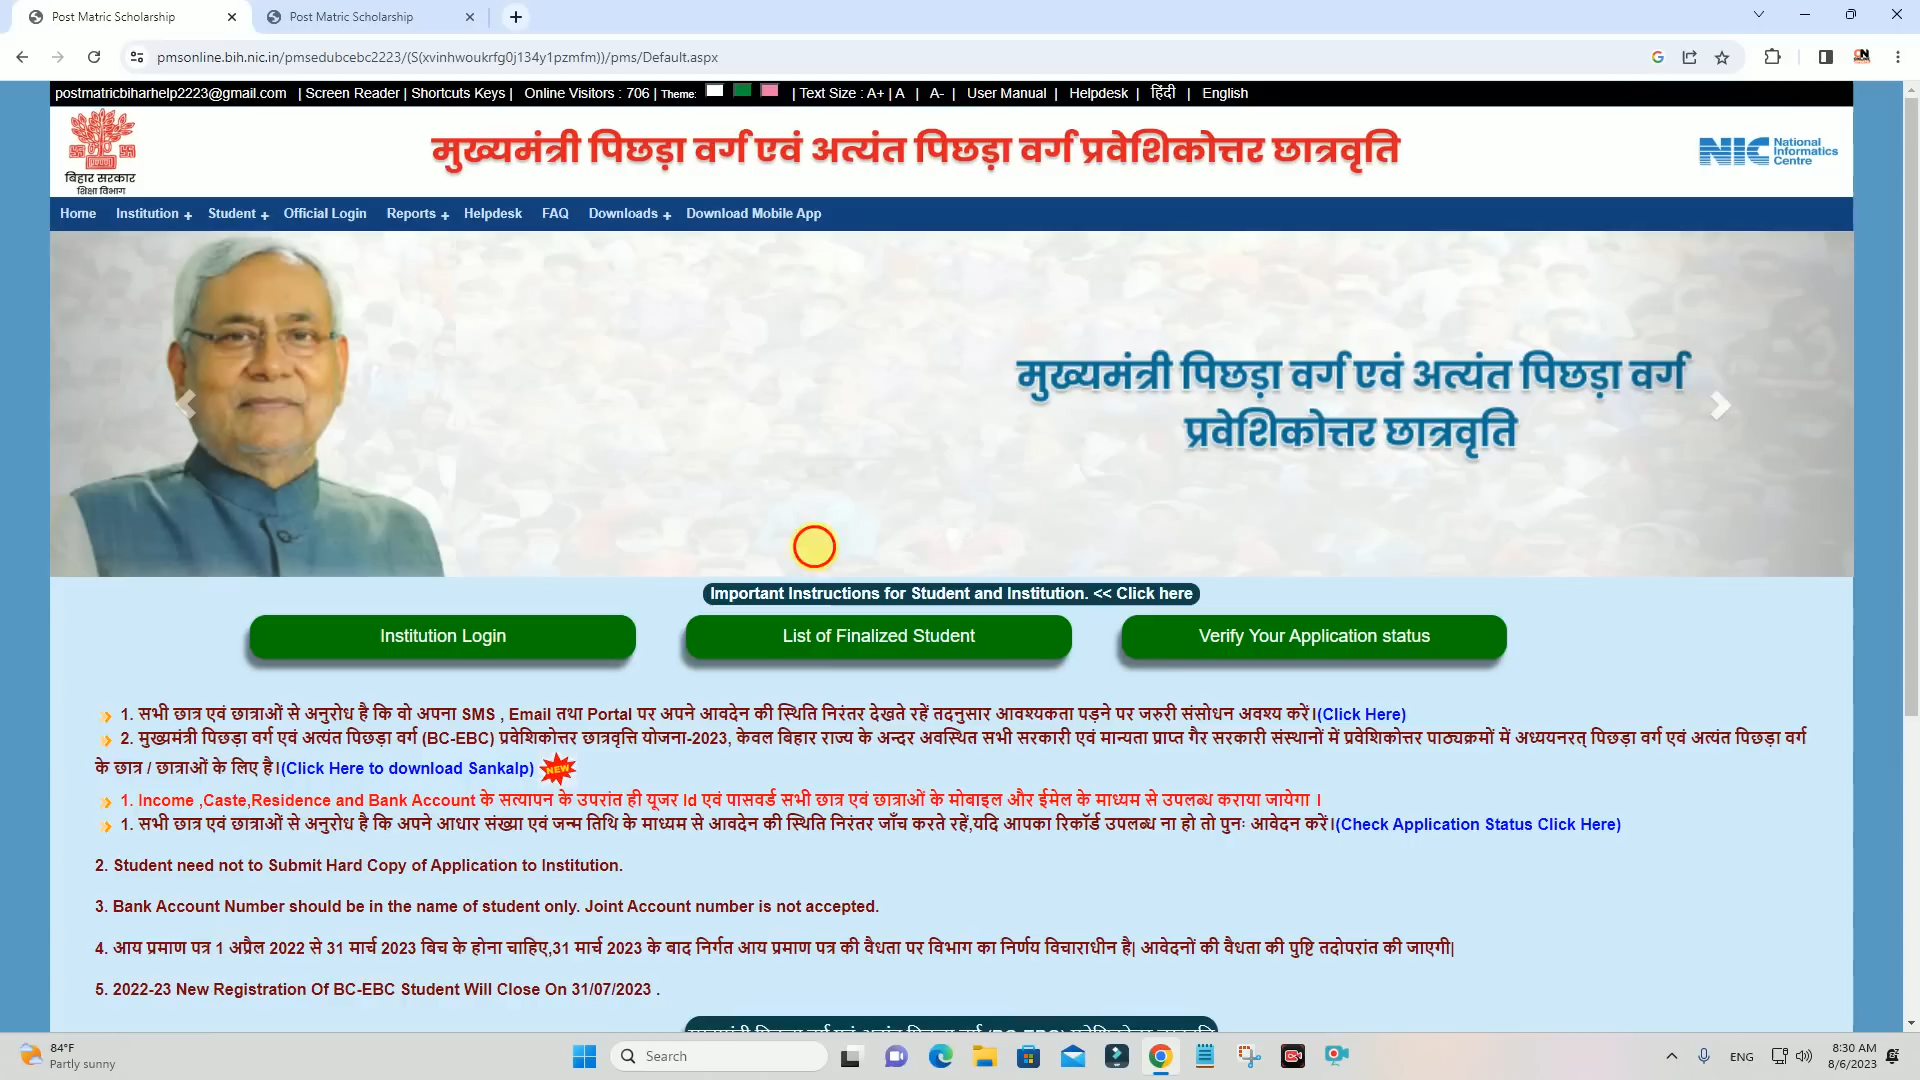 Post Matric Scholarship
Post Matric Scholarship
pmsonline.bih.nic.in/pmsedubcebc2223/(S(xvinhwoukrfg0j134y1pzmfm))/pms/Default.aspx
postmatricbiharhelp2223@gmail.com | Screen Reader | Shortcuts Keys | Online Visitors : 706 | Theme: | Text Size : A+ | A | A- | User Manual | Helpdesk | हिंदी | English
बिहार सरकार
शिक्षा विभाग
मुख्यमंत्री पिछड़ा वर्ग एवं अत्यंत पिछड़ा वर्ग प्रवेशिकोत्तर छात्रवृति
NIC National Informatics Centre
Home Institution + Student + Official Login Reports + Helpdesk FAQ Downloads + Download Mobile App
मुख्यमंत्री पिछड़ा वर्ग एवं अत्यंत पिछड़ा वर्ग
प्रवेशिकोत्तर छात्रवृति
Important Instructions for Student and Institution. << Click here
Institution Login
List of Finalized Student
Verify Your Application status
1. सभी छात्र एवं छात्राओं से अनुरोध है कि वो अपना SMS , Email तथा Portal पर अपने आवदेन की स्थिति निरंतर देखते रहें तदनुसार आवश्यकता पड़ने पर जरुरी संसोधन अवश्य करें।(Click Here)
2. मुख्यमंत्री पिछड़ा वर्ग एवं अत्यंत पिछड़ा वर्ग (BC-EBC) प्रवेशिकोत्तर छात्रवृत्ति योजना-2023, केवल बिहार राज्य के अन्दर अवस्थित सभी सरकारी एवं मान्यता प्राप्त गैर सरकारी संस्थानों में प्रवेशिकोत्तर पाठ्यक्रमों में अध्ययनरत् पिछड़ा वर्ग एवं अत्यंत पिछड़ा वर्ग
के छात्र / छात्राओं के लिए है।(Click Here to download Sankalp) NEW
1. Income ,Caste,Residence and Bank Account के सत्यापन के उपरांत ही यूजर Id एवं पासवर्ड सभी छात्र एवं छात्राओं के मोबाइल और ईमेल के माध्यम से उपलब्ध कराया जायेगा ।
1. सभी छात्र एवं छात्राओं से अनुरोध है कि अपने आधार संख्या एवं जन्म तिथि के माध्यम से आवदेन की स्थिति निरंतर जाँच करते रहें,यदि आपका रिकॉर्ड उपलब्ध ना हो तो पुनः आवेदन करें।(Check Application Status Click Here)
2. Student need not to Submit Hard Copy of Application to Institution.
3. Bank Account Number should be in the name of student only. Joint Account number is not accepted.
4. आय प्रमाण पत्र 1 अप्रैल 2022 से 31 मार्च 2023 बिच के होना चाहिए,31 मार्च 2023 के बाद निर्गत आय प्रमाण पत्र की वैधता पर विभाग का निर्णय विचाराधीन है| आवेदनों की वैधता की पुष्टि तदोपरांत की जाएगी|
5. 2022-23 New Registration Of BC-EBC Student Will Close On 31/07/2023 .
84°F
Partly sunny
Search
ENG
8:30 AM
8/6/2023